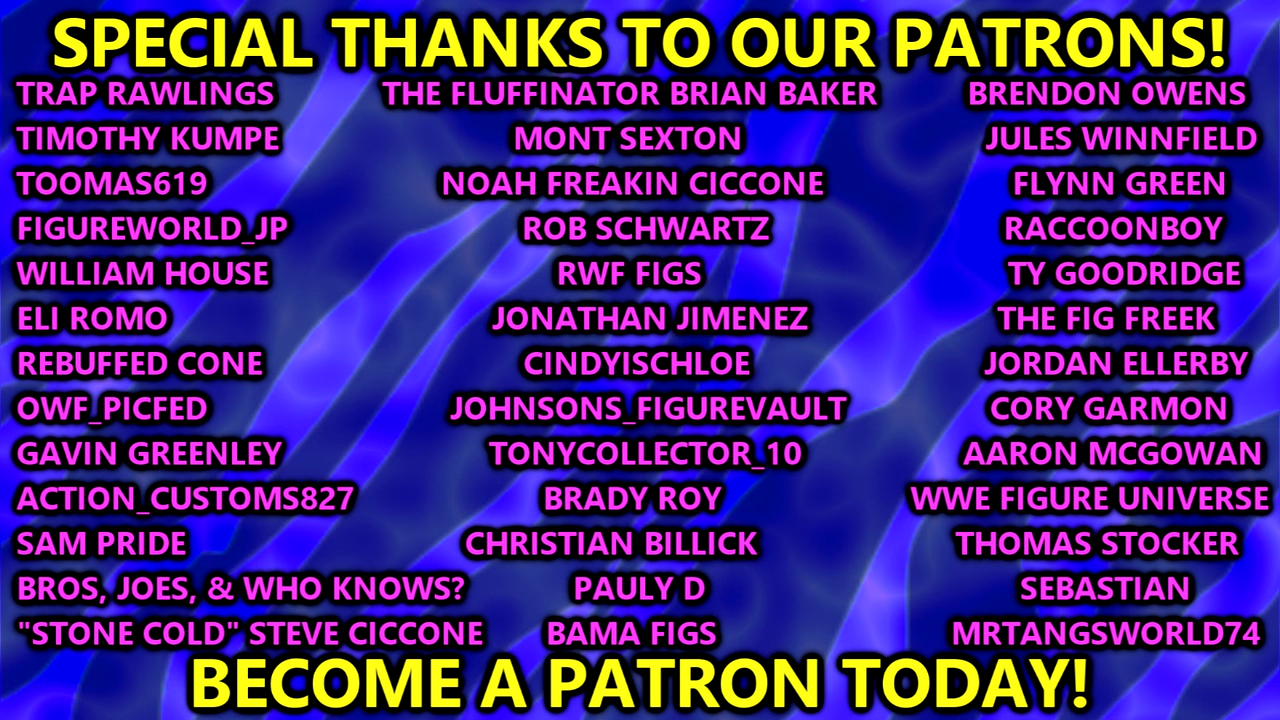 SPECIAL THANKS TO OUR PATRONS!
TRAP RAWLINGS
TIMOTHY KUMPE
TOOMAS619
FIGUREWORLD_JP
WILLIAM HOUSE
ELI ROMO
REBUFFED CONE
OWF_PICFED
GAVIN GREENLEY
ACTION_CUSTOMS827
SAM PRIDE
BROS, JOES, & WHO KNOWS?
"STONE COLD" STEVE CICCONE
THE FLUFFINATOR BRIAN BAKER
MONT SEXTON
NOAH FREAKIN CICCONE
ROB SCHWARTZ
RWF FIGS
JONATHAN JIMENEZ
CINDYISCHLOE
JOHNSONS_FIGUREVAULT
TONYCOLLECTOR_10
BRADY ROY
CHRISTIAN BILLICK
PAULY D
BAMA FIGS
BRENDON OWENS
JULES WINNFIELD
FLYNN GREEN
RACCOONBOY
TY GOODRIDGE
THE FIG FREEK
JORDAN ELLERBY
CORY GARMON
AARON MCGOWAN
WWE FIGURE UNIVERSE
THOMAS STOCKER
SEBASTIAN
MRTANGSWORLD74
BECOME A PATRON TODAY!